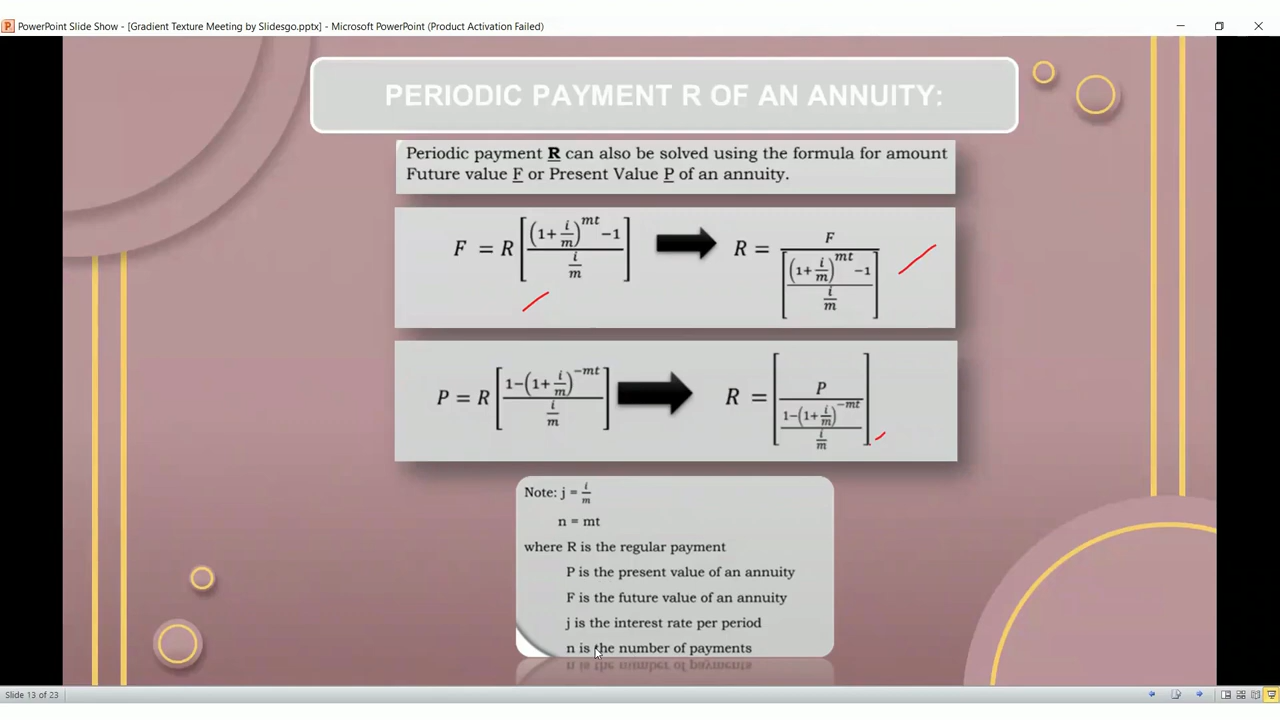 PowerPoint Slide Show - [Gradient Texture Meeting by Slidesgo.pptx] - Microsoft PowerPoint (Product Activation Failed)
PERIODIC PAYMENT R OF AN ANNUITY:
Periodic payment R can also be solved using the formula for amount
Future value F or Present Value P of an annuity.
F = R [((1+i/m)^mt −1)/(i/m)]
R = F/[((1+i/m)^mt −1)/(i/m)]
P = R [(1−(1+i/m)^−mt)/(i/m)]
R = [P/((1−(1+i/m)^−mt)/(i/m))]
Note: j = i/m
n = mt
where R is the regular payment
P is the present value of an annuity
F is the future value of an annuity
j is the interest rate per period
n is the number of payments
Slide 13 of 23